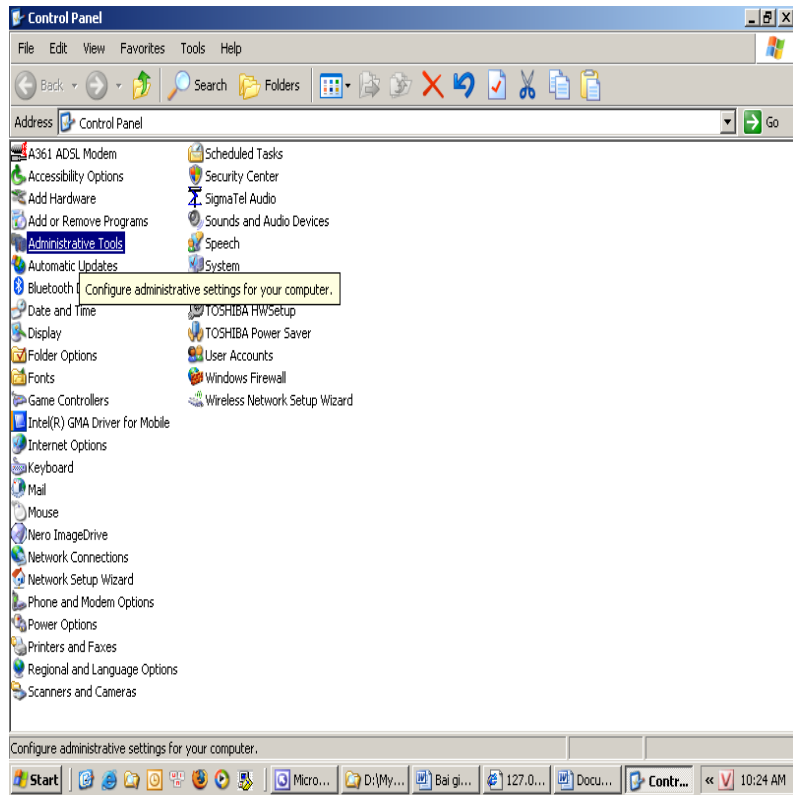 Control Panel
File Edit View Favorites Tools Help
Back Search Folders
Address Control Panel Go
A361 ADSL Modem
Accessibility Options
Add Hardware
Add or Remove Programs
Administrative Tools
Automatic Updates
Bluetooth
Configure administrative settings for your computer.
Date and Time
Display
Folder Options
Fonts
Game Controllers
Intel(R) GMA Driver for Mobile
Internet Options
Keyboard
Mail
Mouse
Nero ImageDrive
Network Connections
Network Setup Wizard
Phone and Modem Options
Power Options
Printers and Faxes
Regional and Language Options
Scanners and Cameras
Scheduled Tasks
Security Center
SigmaTel Audio
Sounds and Audio Devices
Speech
System
TOSHIBA HWSetup
TOSHIBA Power Saver
User Accounts
Windows Firewall
Wireless Network Setup Wizard
Configure administrative settings for your computer.
Start Micro... D:\My... Bai gi... 127.0... Docu... Contr... « V 10:24 AM